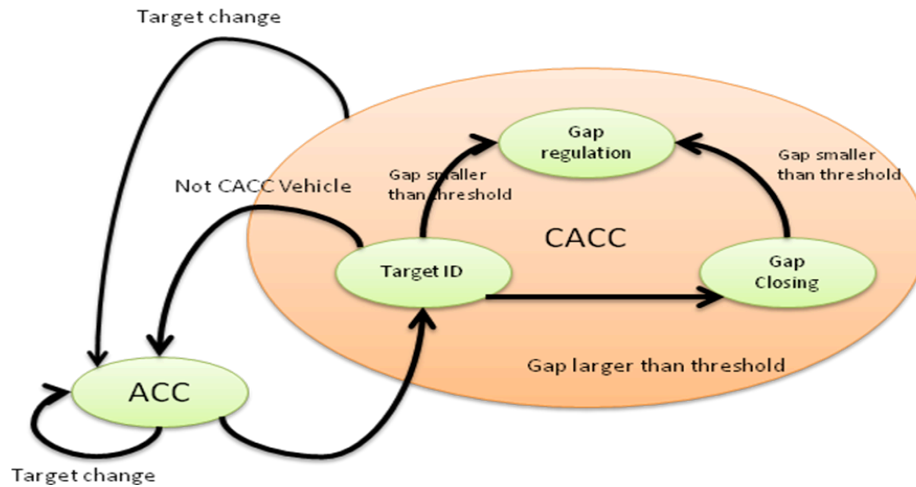 Target change
Gap
regulation
Gap smaller
than threshold
Gap smaller
than threshold
Not CACC Vehicle
CACC
Target ID
Gap
Closing
Gap larger than threshold
ACC
Target change